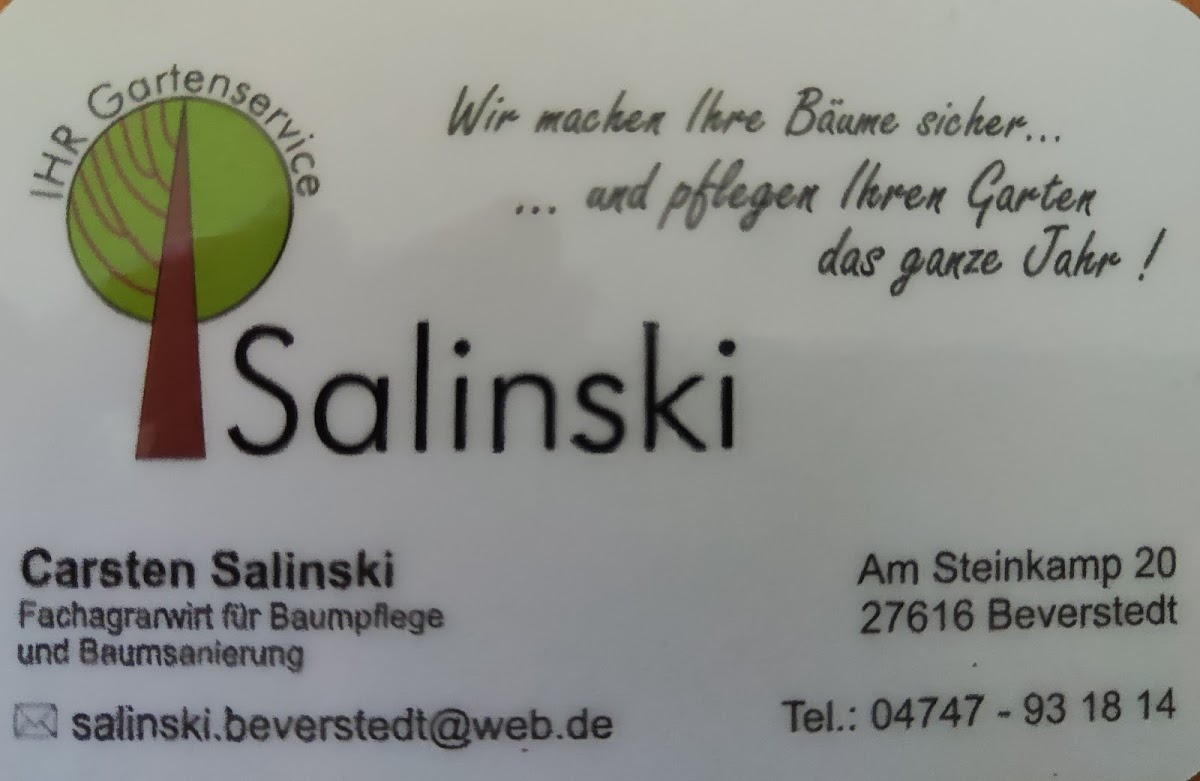 IHR Gartenservice
Wir machen Ihre Bäume sicher...
... und pflegen Ihren Garten
das ganze Jahr !
Salinski
Carsten Salinski
Fachagrarwirt für Baumpflege
und Baumsanierung
salinski.beverstedt@web.de
Am Steinkamp 20
27616 Beverstedt
Tel.: 04747 - 93 18 14